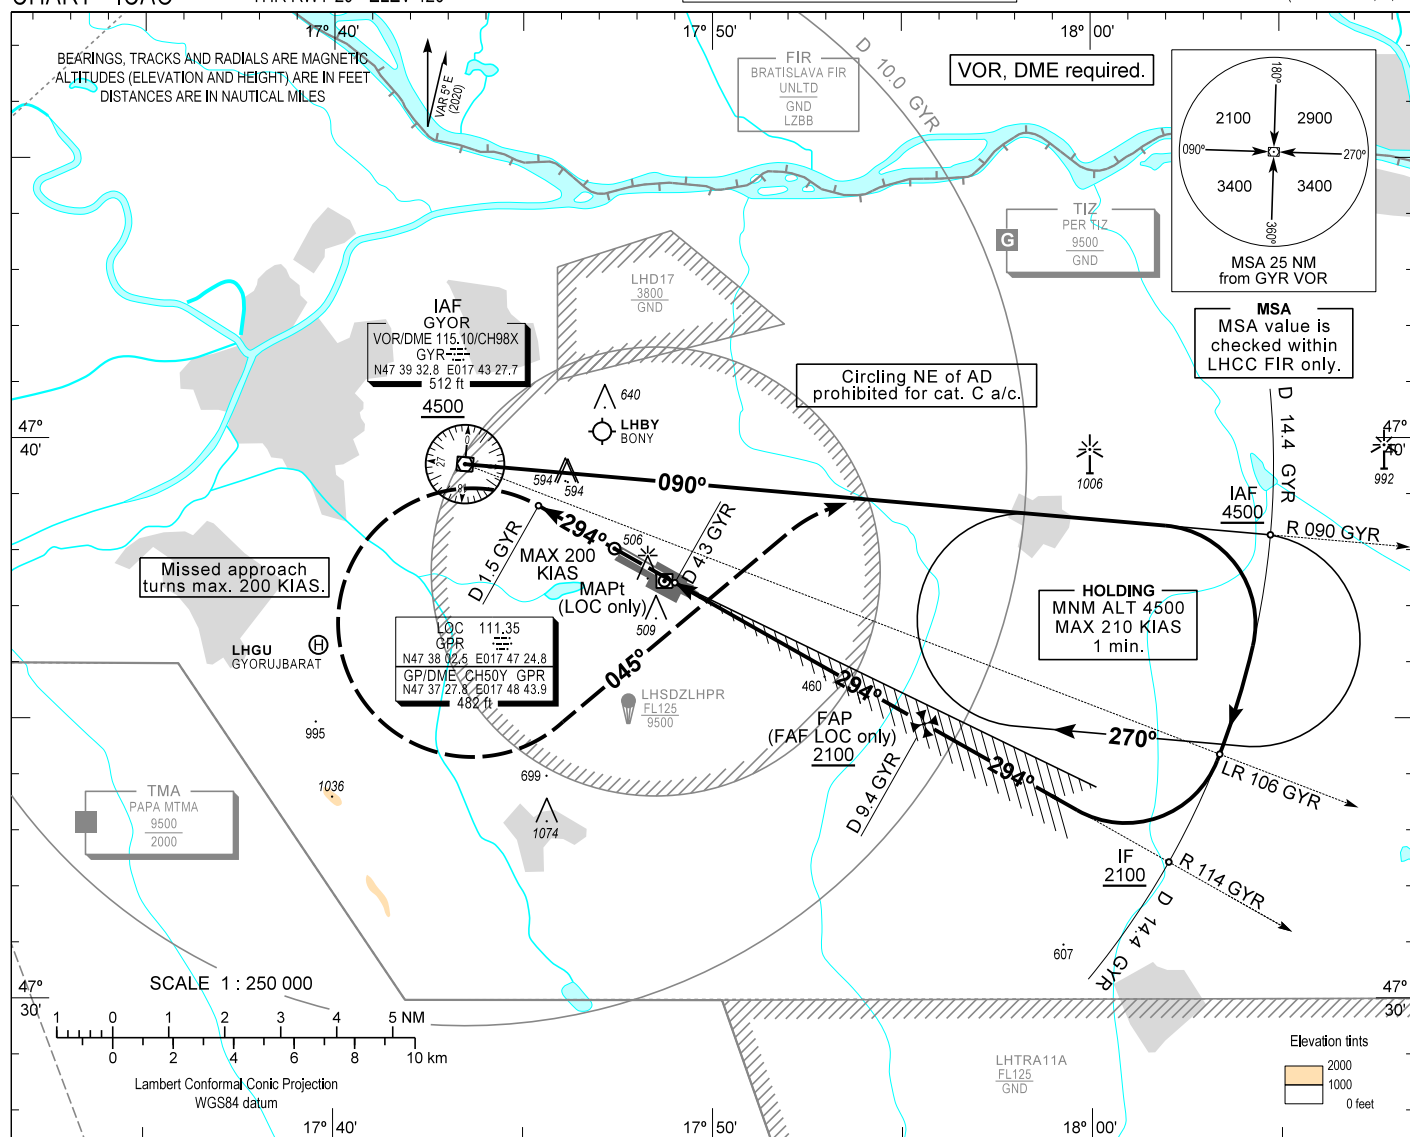 17° 40'
17° 50'
18° 00'
BEARINGS, TRACKS AND RADIALS ARE MAGNETIC
ALTITUDES (ELEVATION AND HEIGHT) ARE IN FEET
DISTANCES ARE IN NAUTICAL MILES
VAR 5° E
(2020)
FIR
BRATISLAVA FIR
UNLTD
GND
LZBB
D 10.0 GYR
VOR, DME required.
180°
2100
2900
090°
270°
3400
3400
360°
MSA 25 NM
from GYR VOR
MSA
MSA value is
checked within
LHCC FIR only.
TIZ
PER TIZ
9500
GND
G
LHD17
3800
GND
IAF
GYOR
VOR/DME 115.10/CH98X
GYR
N47 39 32.8 E017 43 27.7
512 ft
4500
Circling NE of AD
prohibited for cat. C a/c.
640
LHBY
BONY
47°
40'
47°
40'
0
27
18
594
594
090°
1006
992
D 14.4 GYR
IAF
4500
R 090 GYR
294°
506
D 1.5 GYR
MAX 200
KIAS
D 4.3 GYR
MAPt
(LOC only)
509
Missed approach
turns max. 200 KIAS.
HOLDING
MNM ALT 4500
MAX 210 KIAS
1 min.
LHGU
GYORUJBARAT
H
LOC 111.35
GPR
N47 38 02.5 E017 47 24.8
GP/DME CH50Y GPR
N47 37 27.8 E017 48 43.9
482 ft
045°
LHSDZLHPR
FL125
9500
460
294°
FAP
(FAF LOC only)
2100
270°
995
D 9.4 GYR
294°
LR 106 GYR
699
1036
TMA
PAPA MTMA
9500
2000
1074
IF
2100
R 114 GYR
D 14.4 GYR
607
SCALE 1 : 250 000
47°
30'
47°
30'
1 0 1 2 3 4 5 NM
0 2 4 6 8 10 km
Lambert Conformal Conic Projection
WGS84 datum
LHTRA11A
FL125
GND
Elevation tints
2000
1000
0 feet
17° 40'
17° 50'
18° 00'